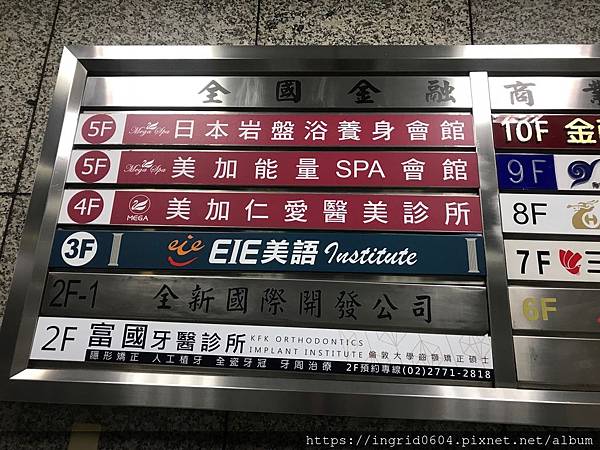 全國金融商業
5F Mega Spa 日本岩盤浴養身會館
5F Mega Spa 美加能量 SPA 會館
4F MEGA 美加仁愛醫美診所
3F eie EIE美語 Institute
2F-1 全新國際開發公司
2F 富國牙醫診所 KFK ORTHODONTICS
IMPLANT INSTITUTE 倫敦大學齒顎矯正碩士
隱形矯正 人工植牙 全瓷牙冠 牙周治療 2F預約專線(02)2771-2818
10F 金
9F
8F
7F 三
6F
https://ingrid0604.pixnet.net/album